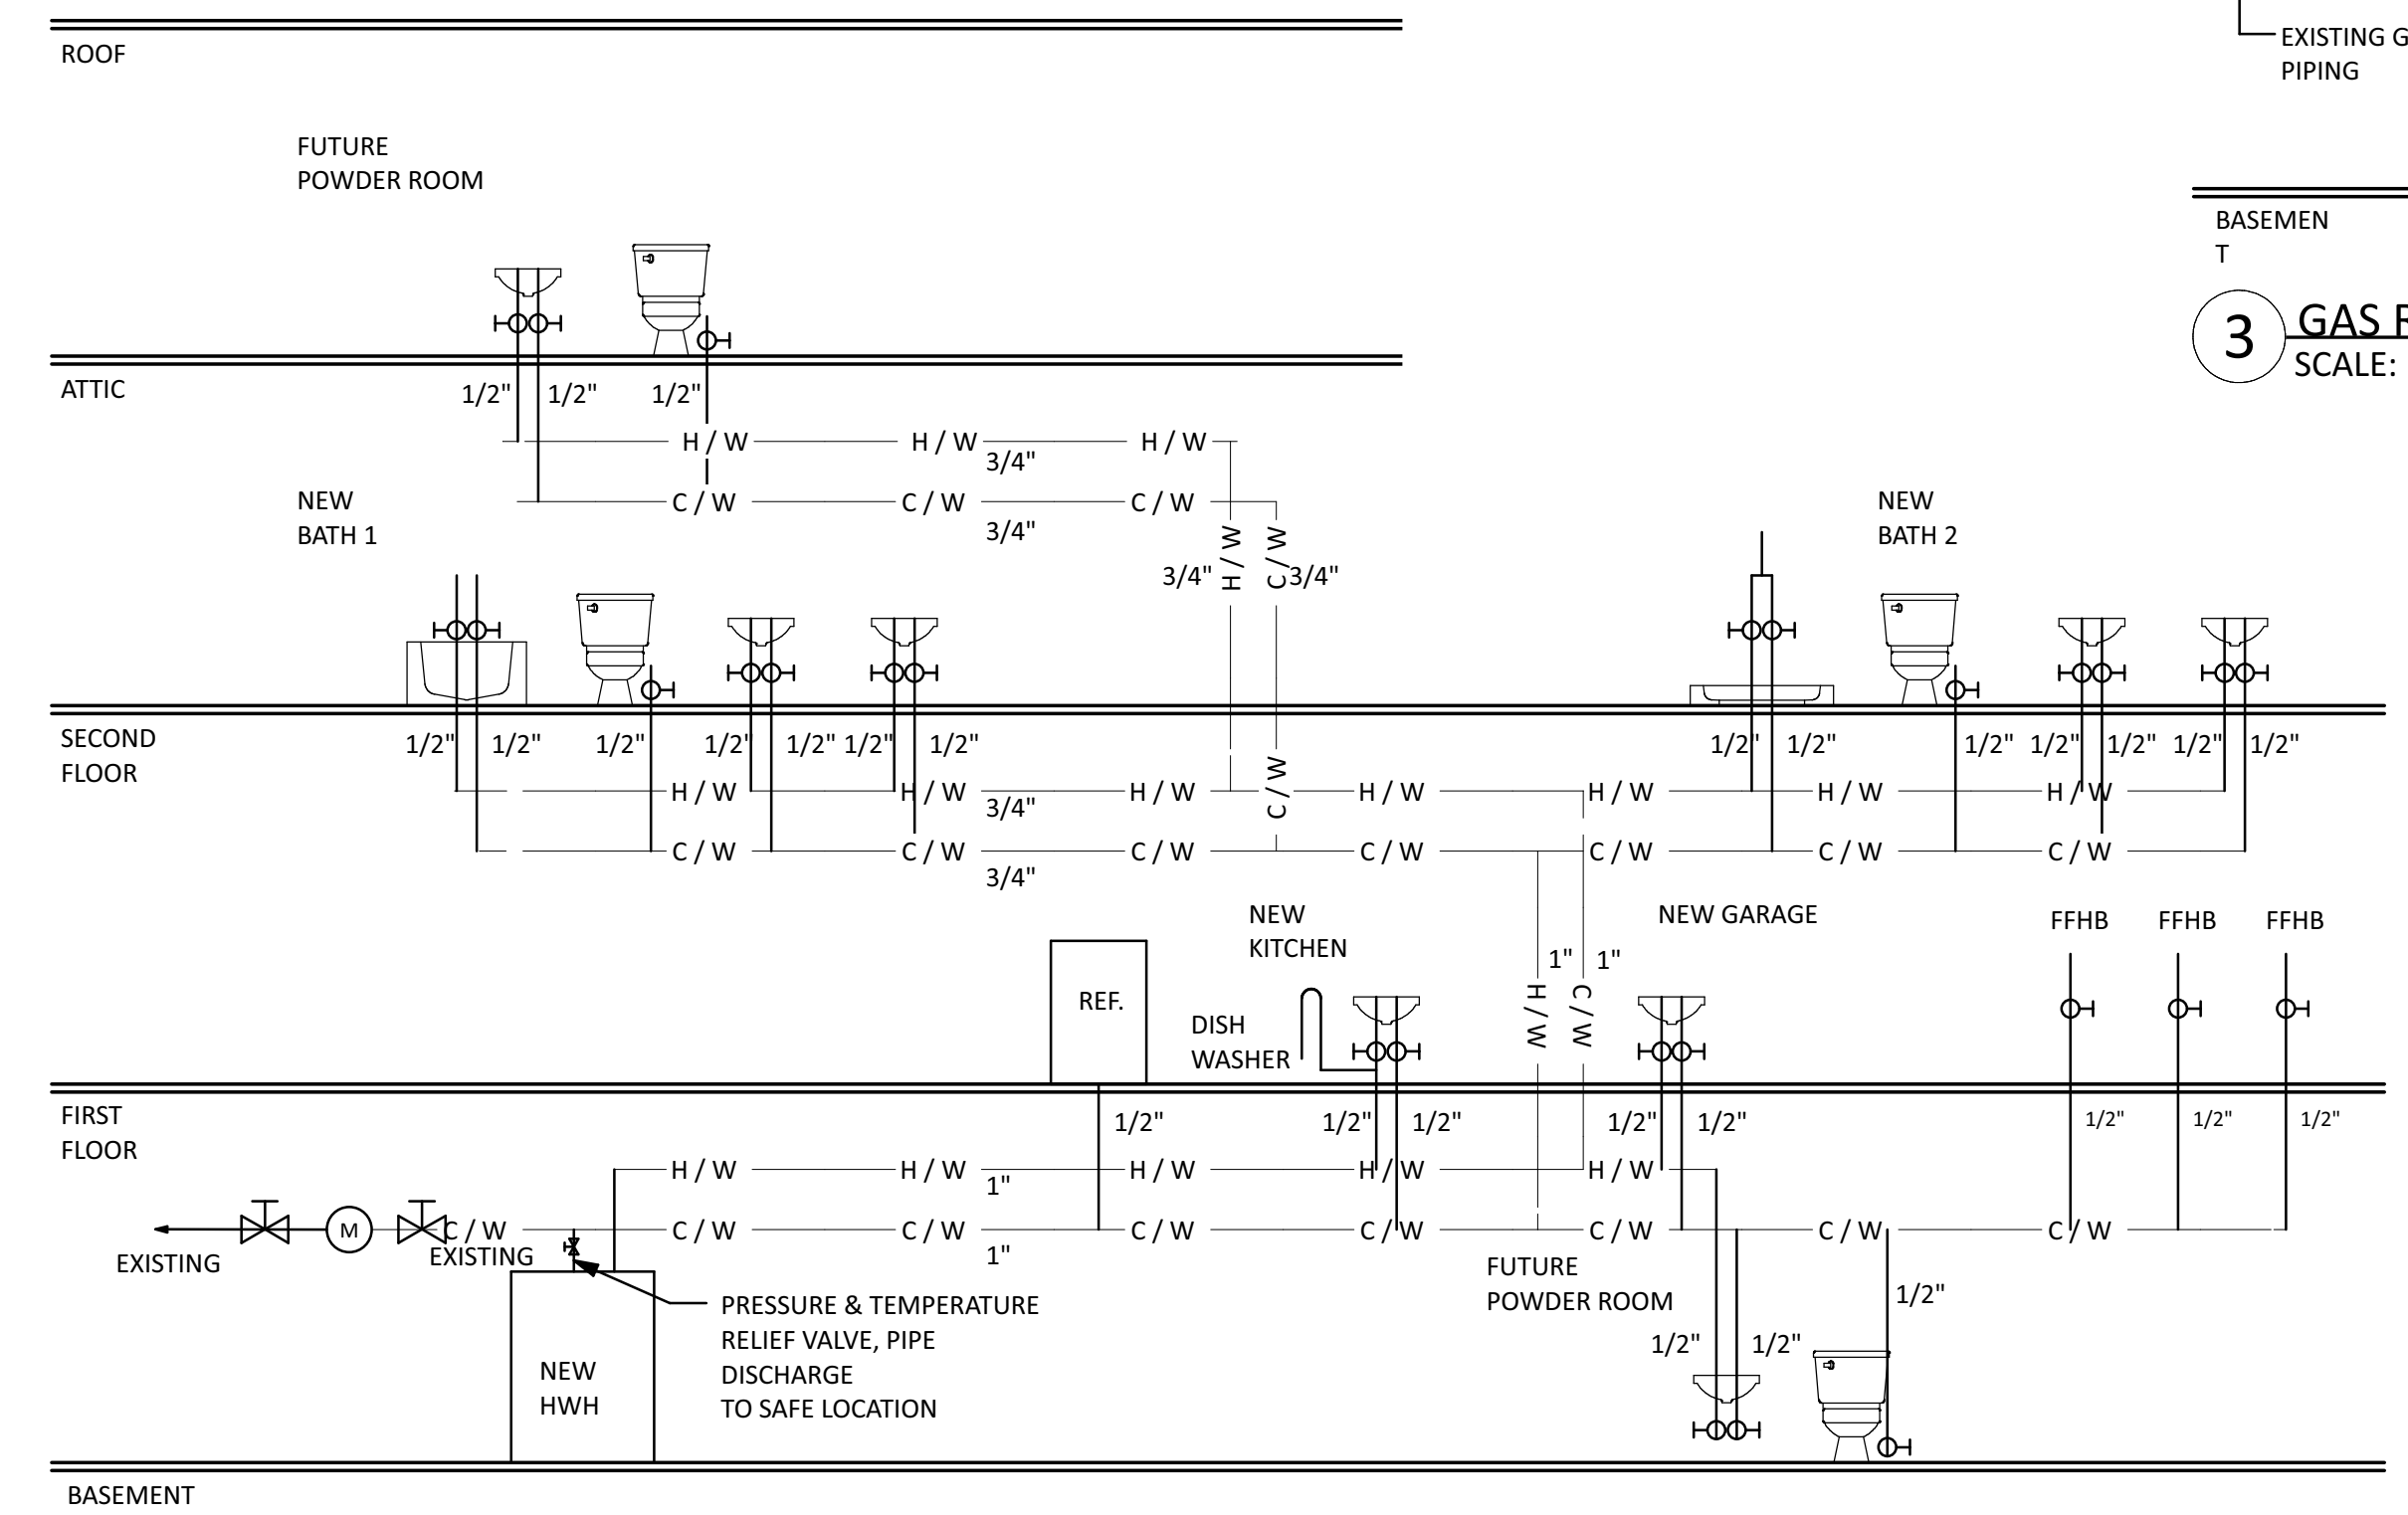 ROOF
EXISTING G
PIPING
FUTURE
POWDER ROOM
BASEMEN
T
3 GAS R
SCALE:
ATTIC
1/2" 1/2" 1/2"
H / W H / W H / W
3/4"
C / W C / W C / W
3/4"
NEW
BATH 1
NEW
BATH 2
3/4" H / W C / W 3/4"
SECOND
FLOOR
1/2" 1/2" 1/2" 1/2" 1/2" 1/2" 1/2" 1/2" 1/2" 1/2" 1/2" 1/2" 1/2" 1/2"
C / W
H / W H / W H / W H / W H / W H / W H / W
3/4"
C / W C / W C / W C / W C / W C / W C / W
3/4"
NEW
KITCHEN
NEW GARAGE
FFHB FFHB FFHB
1" 1"
H / W C / W
REF.
DISH
WASHER
FIRST
FLOOR
1/2" 1/2" 1/2" 1/2" 1/2" 1/2" 1/2" 1/2"
H / W H / W H / W H / W H / W
1"
M C / W C / W C / W C / W C / W C / W C / W C / W
1"
EXISTING EXISTING
FUTURE
POWDER ROOM
1/2"
1/2" 1/2"
PRESSURE & TEMPERATURE
RELIEF VALVE, PIPE
DISCHARGE
TO SAFE LOCATION
NEW
HWH
BASEMENT